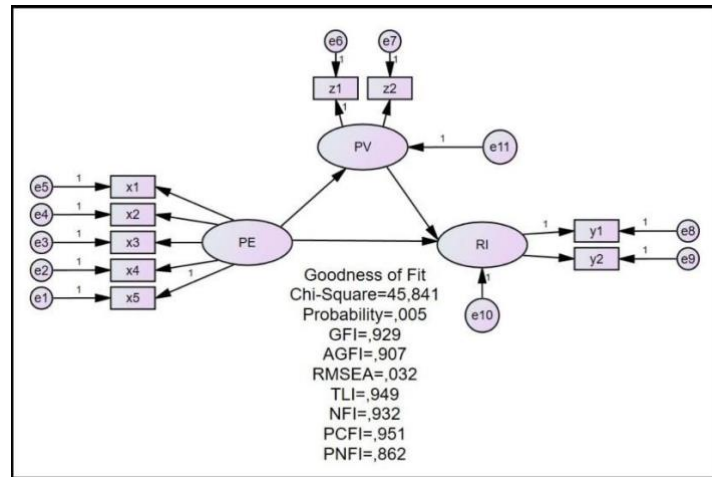 e6 e7
1 1
z1 z2
1
PV 1 e11
e5 1 x1
e4 1 x2
e3 1 x3
e2 1 x4
e1 1 x5
1
PE
RI
1 y1 1 e8
y2 1 e9
1
e10
Goodness of Fit
Chi-Square=45,841
Probability=,005
GFI=,929
AGFI=,907
RMSEA=,032
TLI=,949
NFI=,932
PCFI=,951
PNFI=,862